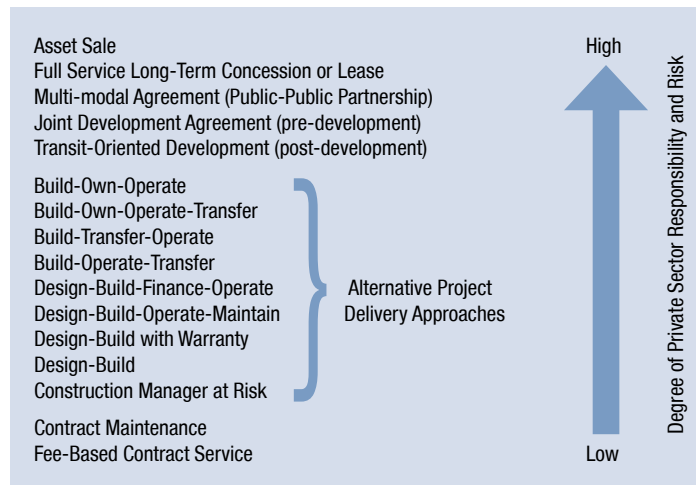 Asset Sale
Full Service Long-Term Concession or Lease
Multi-modal Agreement (Public-Public Partnership)
Joint Development Agreement (pre-development)
Transit-Oriented Development (post-development)
Build-Own-Operate
Build-Own-Operate-Transfer
Build-Transfer-Operate
Build-Operate-Transfer
Design-Build-Finance-Operate
Design-Build-Operate-Maintain
Design-Build with Warranty
Design-Build
Construction Manager at Risk
Contract Maintenance
Fee-Based Contract Service
Alternative Project
Delivery Approaches
High
Low
Degree of Private Sector Responsibility and Risk